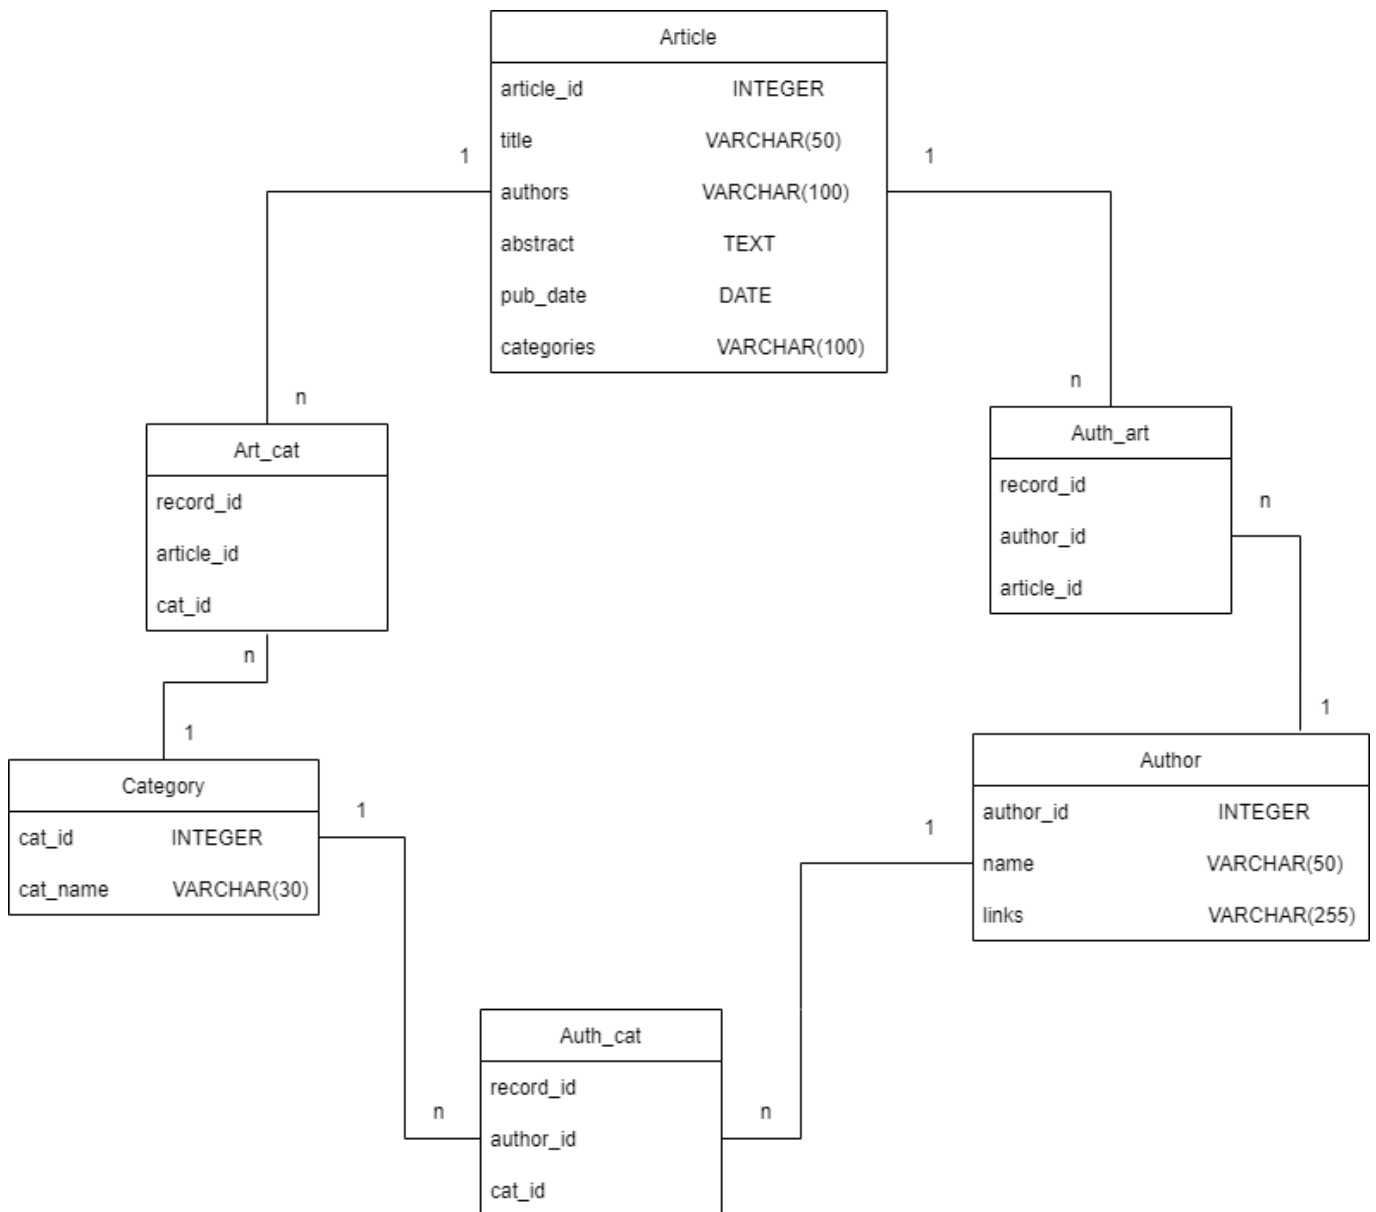 Article
article_id INTEGER
title VARCHAR(50)
authors VARCHAR(100)
abstract TEXT
pub_date DATE
categories VARCHAR(100)
1
1
n
n
Art_cat
record_id
article_id
cat_id
Auth_art
record_id
author_id
article_id
n
n
1
1
Category
cat_id INTEGER
cat_name VARCHAR(30)
1
Author
author_id INTEGER
name VARCHAR(50)
links VARCHAR(255)
1
Auth_cat
record_id
author_id
cat_id
n
n